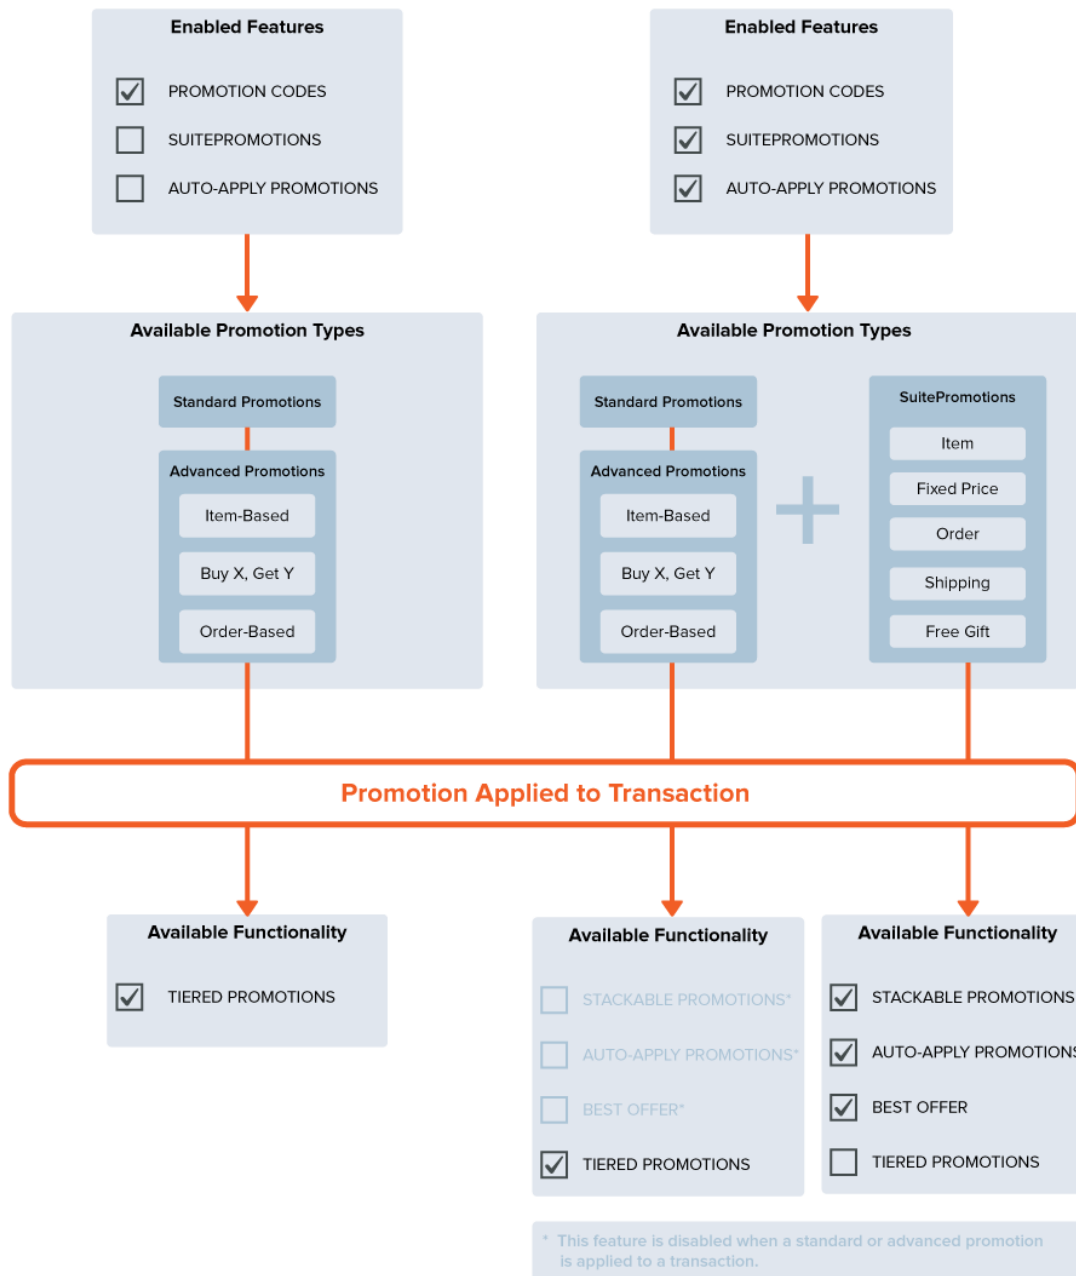 Enabled Features
PROMOTION CODES
SUITEPROMOTIONS
AUTO-APPLY PROMOTIONS
Enabled Features
PROMOTION CODES
SUITEPROMOTIONS
AUTO-APPLY PROMOTIONS
Available Promotion Types
Standard Promotions
Advanced Promotions
Item-Based
Buy X, Get Y
Order-Based
Available Promotion Types
Standard Promotions
Advanced Promotions
Item-Based
Buy X, Get Y
Order-Based
+
SuitePromotions
Item
Fixed Price
Order
Shipping
Free Gift
Promotion Applied to Transaction
Available Functionality
TIERED PROMOTIONS
Available Functionality
STACKABLE PROMOTIONS*
AUTO-APPLY PROMOTIONS*
BEST OFFER*
TIERED PROMOTIONS
Available Functionality
STACKABLE PROMOTIONS
AUTO-APPLY PROMOTIONS
BEST OFFER
TIERED PROMOTIONS
* This feature is disabled when a standard or advanced promotion
is applied to a transaction.